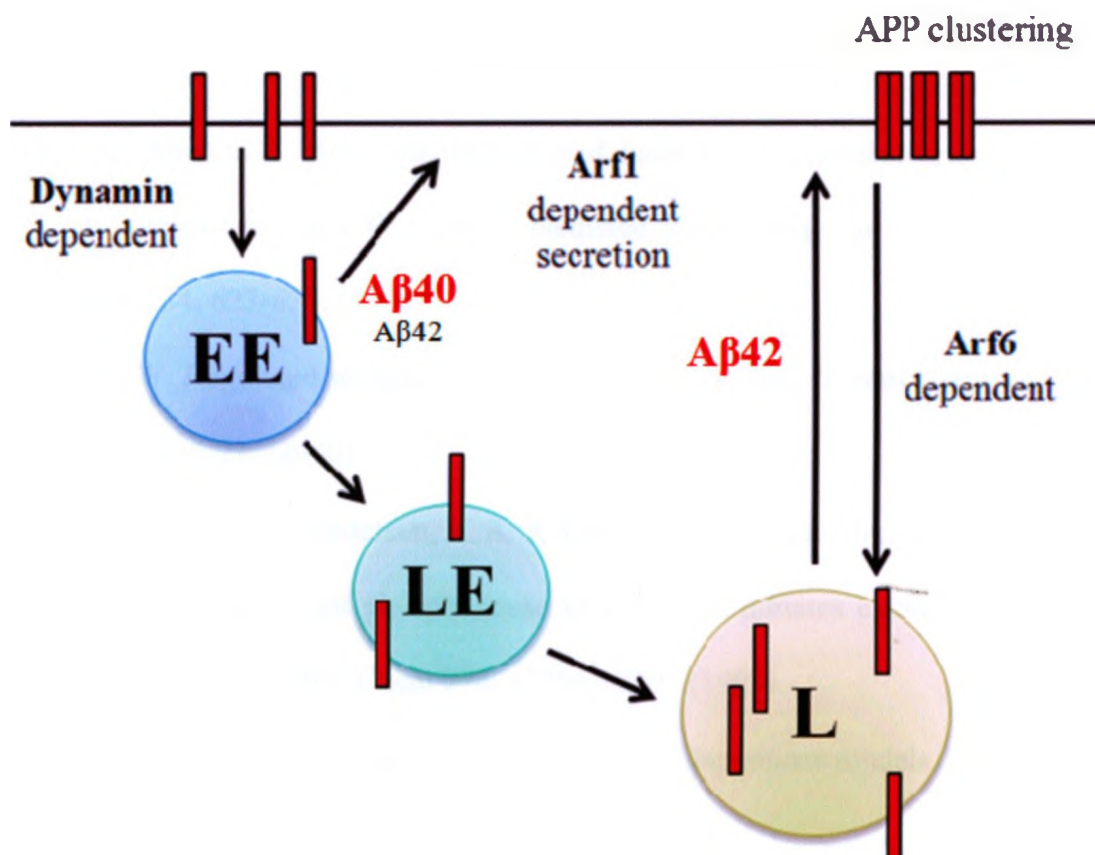 APP clustering
Dynamin
dependent
Arf1
dependent
secretion
Aβ40
Aβ42
Aβ42
Arf6
dependent
EE
LE
L